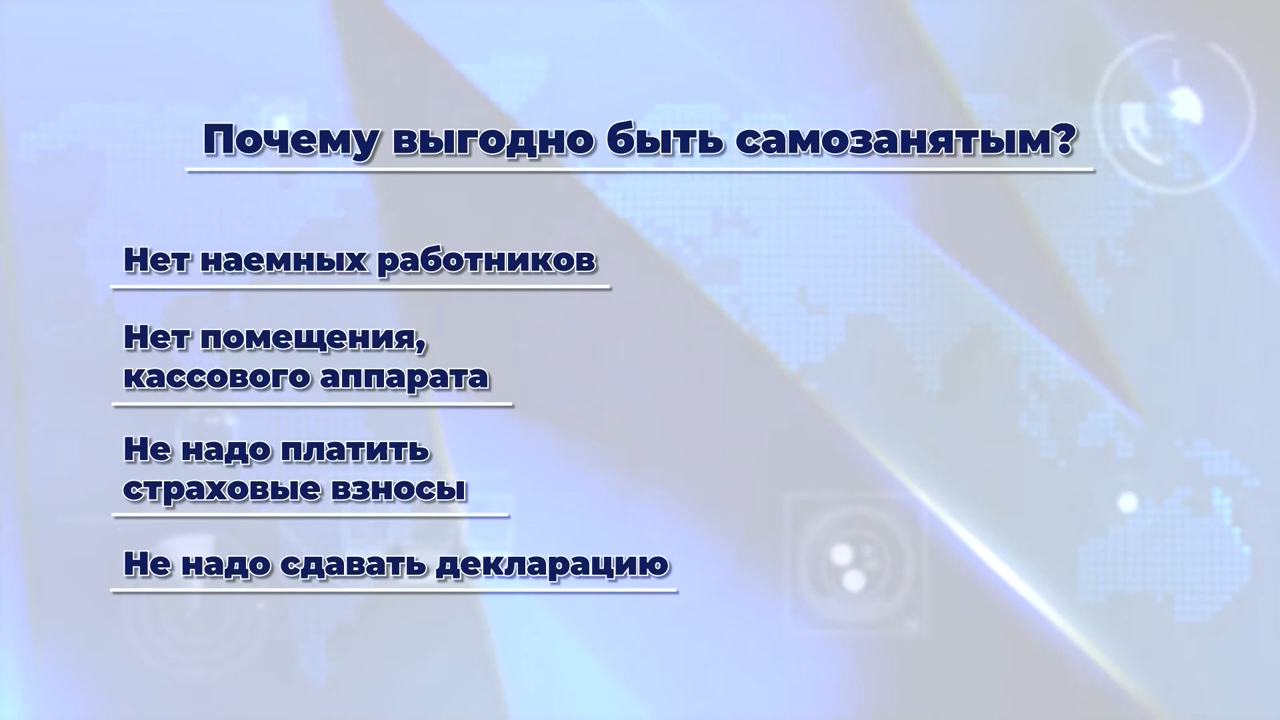 Почему выгодно быть самозанятым?
Нет наемных работников
Нет помещения,
кассового аппарата
Не надо платить
страховые взносы
Не надо сдавать декларацию